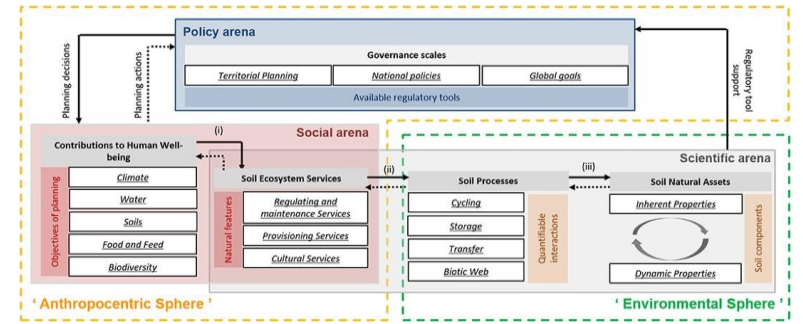 Policy arena
Governance scales
Territorial Planning
National policies
Global goals
Available regulatory tools
Planning decisions
Planning actions
Regulatory tool
support
Social arena
Contributions to Human Well-
being
(i)
Objectives of planning
Climate
Water
Soils
Food and Feed
Biodiversity
Soil Ecosystem Services
Natural features
Regulating and
maintenance Services
Provisioning Services
Cultural Services
(ii)
Scientific arena
Soil Processes
Cycling
Storage
Transfer
Biotic Web
Quantifiable
interactions
(iii)
Soil Natural Assets
Inherent Properties
Dynamic Properties
Soil components
‘ Anthropocentric Sphere ’
‘ Environmental Sphere ’